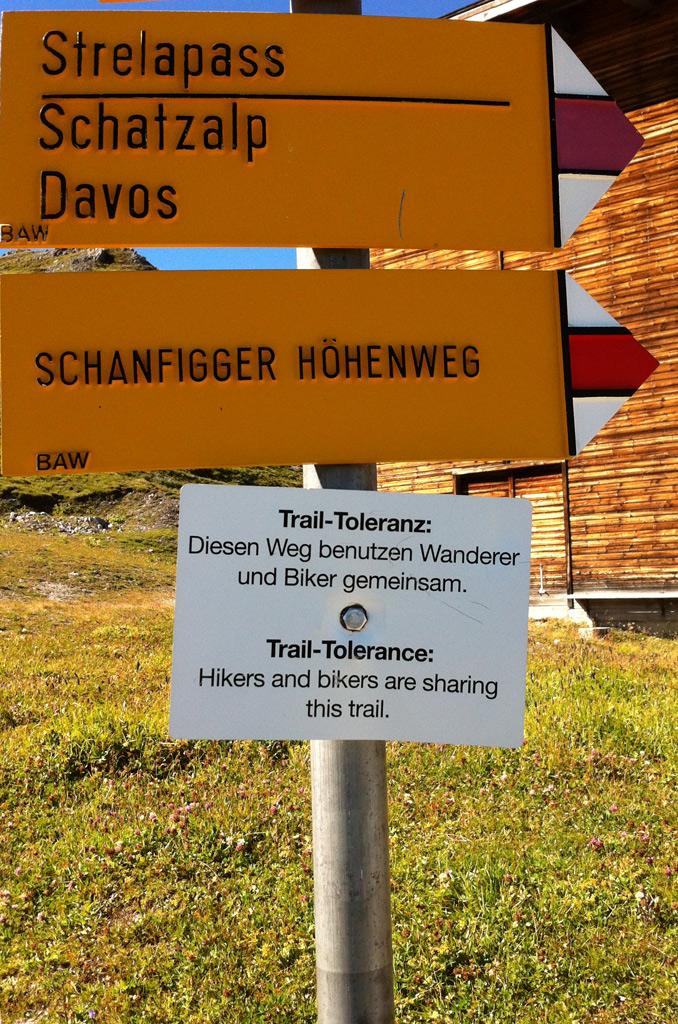 Strelapass
Schatzalp
Davos
BAW
SCHANFIGGER HÖHENWEG
BAW
Trail-Toleranz:
Diesen Weg benutzen Wanderer
und Biker gemeinsam.
Trail-Tolerance:
Hikers and bikers are sharing
this trail.